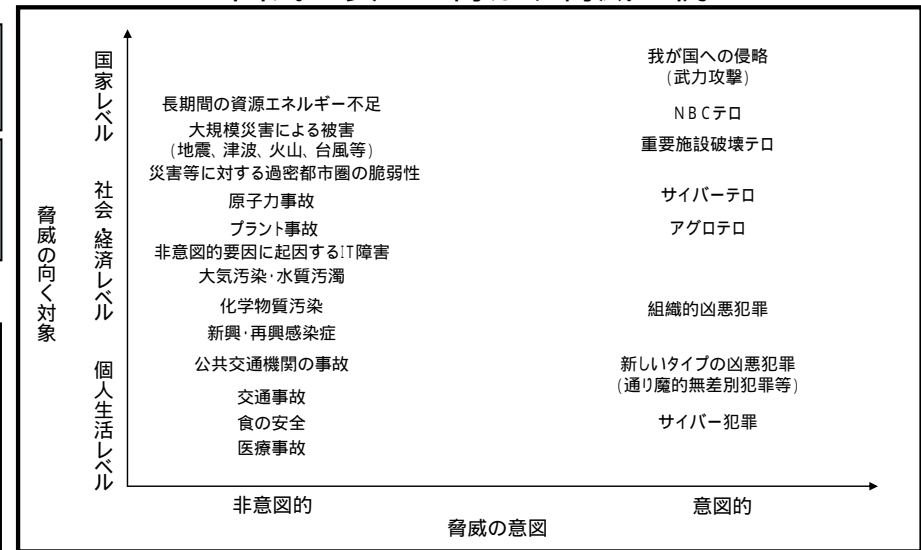 国家レベル
社会・経済レベル
個人生活レベル
脅威の向く対象
長期間の資源エネルギー不足
大規模災害による被害
(地震、津波、火山、台風等)
災害等に対する過密都市圏の脆弱性
原子力事故
プラント事故
非意図的要因に起因するIT障害
大気汚染・水質汚濁
化学物質汚染
新興・再興感染症
公共交通機関の事故
交通事故
食の安全
医療事故
我が国への侵略
(武力攻撃)
NBCテロ
重要施設破壊テロ
サイバーテロ
アグロテロ
組織的凶悪犯罪
新しいタイプの凶悪犯罪
(通り魔的無差別犯罪等)
サイバー犯罪
非意図的
意図的
脅威の意図